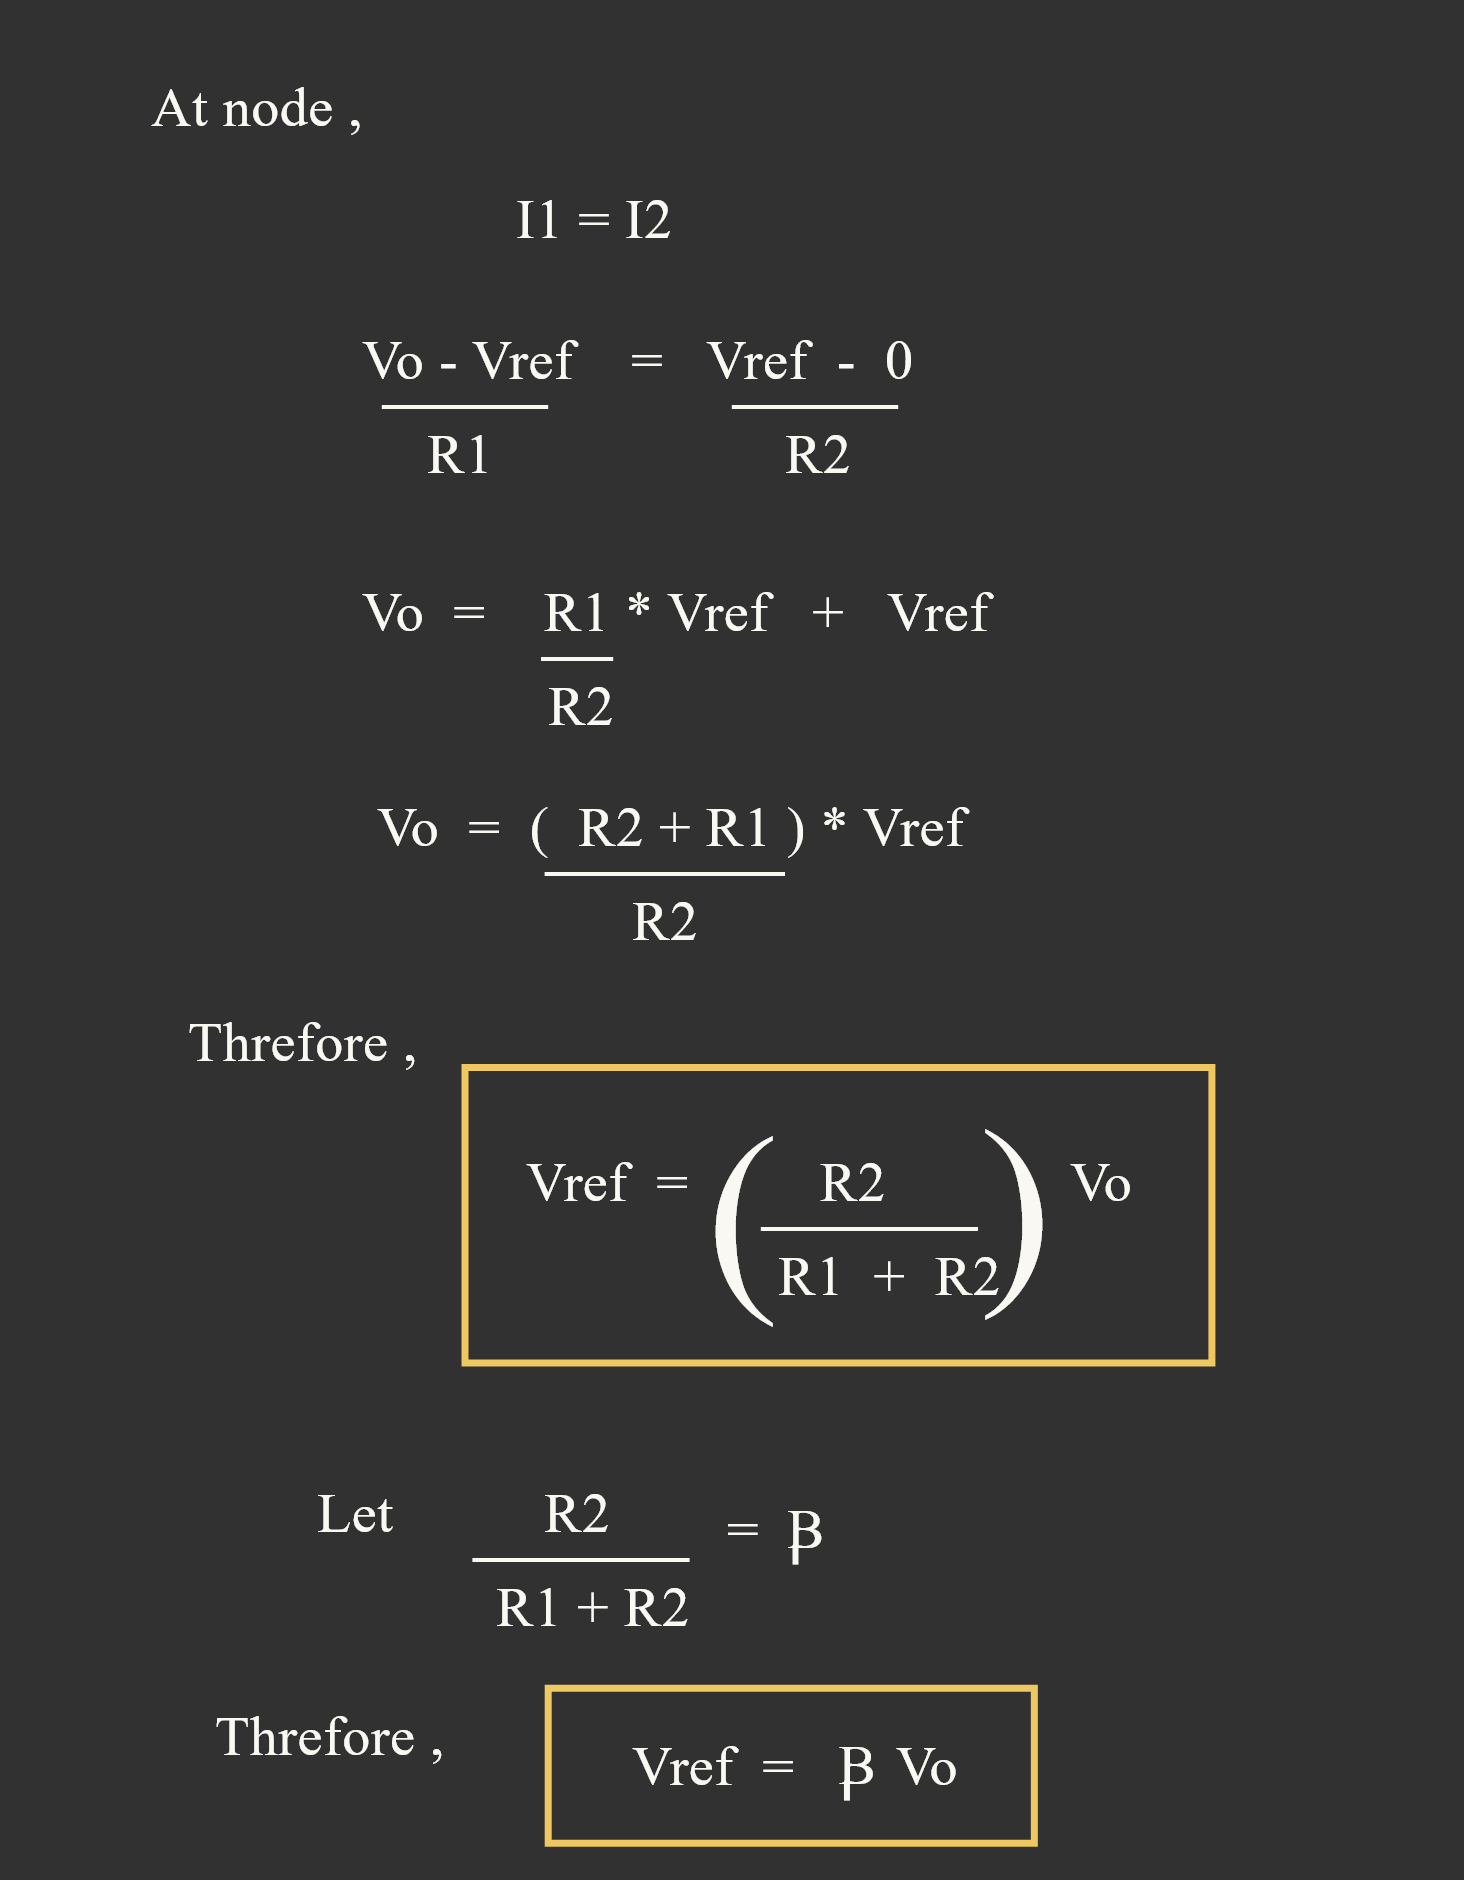 At node ,
I1 = I2
Vo - Vref = Vref - 0
R1 R2
Vo = R1 * Vref + Vref
R2
Vo = ( R2 + R1 ) * Vref
R2
Threfore ,
Vref = ( R2 ) Vo
R1 + R2
Let R2 = β
R1 + R2
Threfore ,
Vref = β Vo